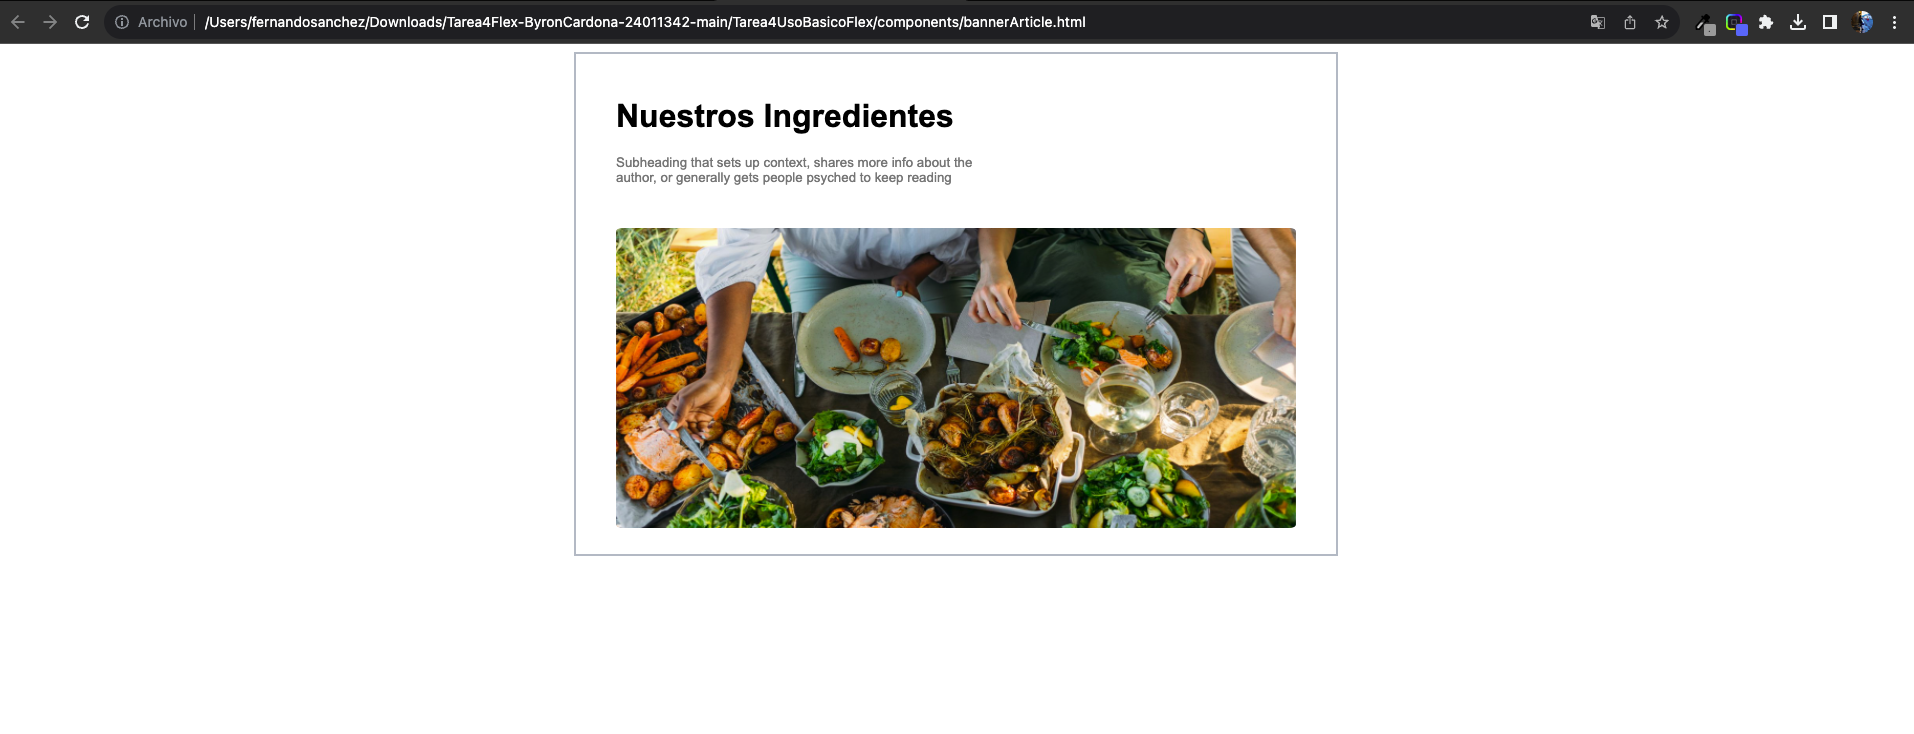 Archivo /Users/fernandosanchez/Downloads/Tarea4Flex-ByronCardona-24011342-main/Tarea4UsoBasicoFlex/components/bannerArticle.html
Nuestros Ingredientes
Subheading that sets up context, shares more info about the
author, or generally gets people psyched to keep reading